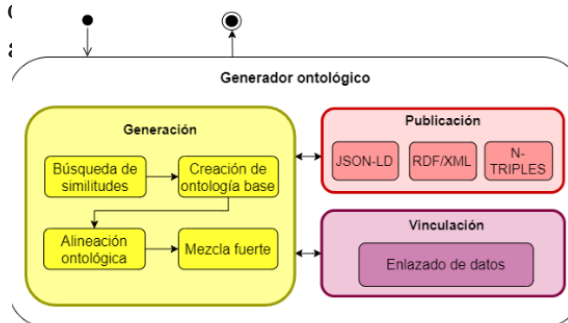 Generador ontológico
Generación
Búsqueda de
similitudes
Creación de
ontología base
Alineación
ontológica
Mezcla fuerte
Publicación
JSON-LD
RDF/XML
N-
TRIPLES
Vinculación
Enlazado de datos